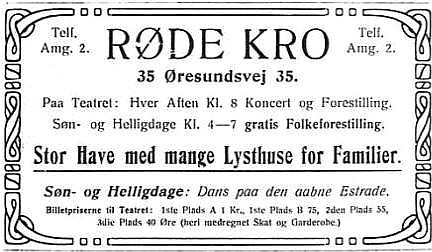 Telf.
Amg. 2.
RØDE KRO
Telf.
Amg. 2.
35 Øresundsvej 35.
Paa Teatret: Hver Aften Kl. 8 Koncert og Forestilling.
Søn- og Helligdage Kl. 4—7 gratis Folkeforestilling.
Stor Have med mange Lysthuse for Familier.
Søn- og Helligdage: Dans paa den aabne Estrade.
Billetpriserne til Teatret: 1ste Plads A 1 Kr., 1ste Plads B 75, 2den Plads 55,
3die Plads 40 Øre (heri medregnet Skat og Garderobe.)